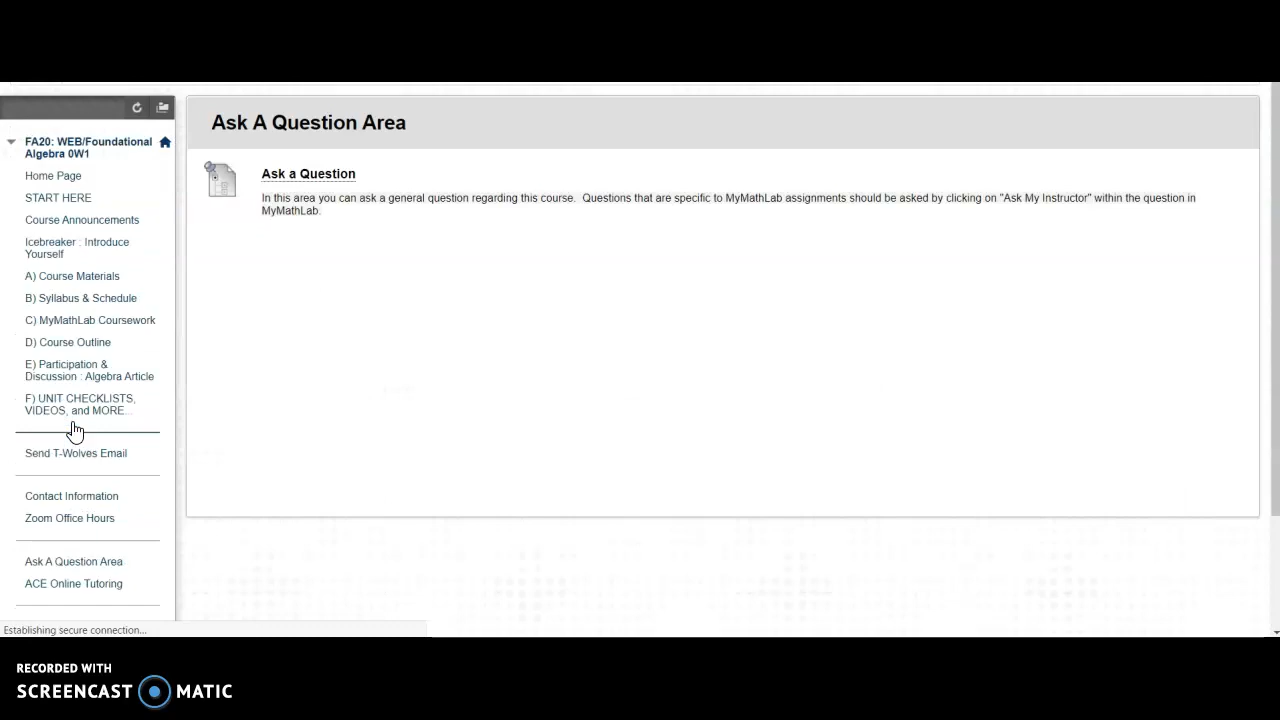 FA20: WEB/Foundational
Algebra 0W1
Home Page
START HERE
Course Announcements
Icebreaker : Introduce
Yourself
A) Course Materials
B) Syllabus & Schedule
C) MyMathLab Coursework
D) Course Outline
E) Participation &
Discussion : Algebra Article
F) UNIT CHECKLISTS,
VIDEOS, and MORE...
Send T-Wolves Email
Contact Information
Zoom Office Hours
Ask A Question Area
ACE Online Tutoring
Ask A Question Area
Ask a Question
In this area you can ask a general question regarding this course. Questions that are specific to MyMathLab assignments should be asked by clicking on "Ask My Instructor" within the question in
MyMathLab.
Establishing secure connection...
RECORDED WITH
SCREENCAST MATIC